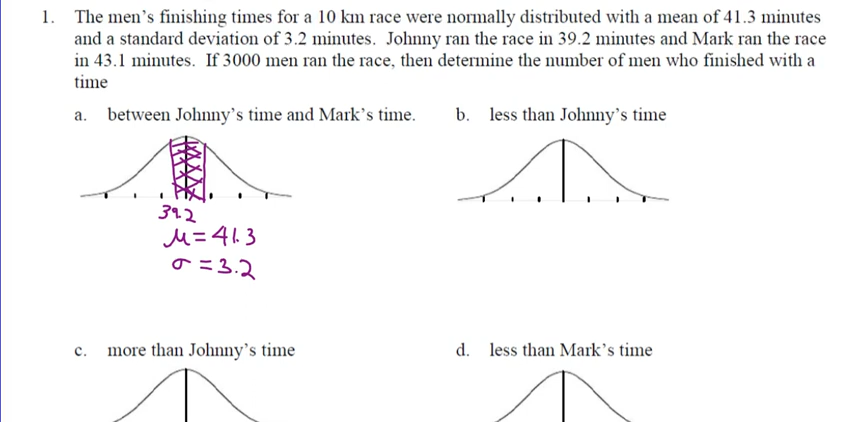 1. The men's finishing times for a 10 km race were normally distributed with a mean of 41.3 minutes
and a standard deviation of 3.2 minutes. Johnny ran the race in 39.2 minutes and Mark ran the race
in 43.1 minutes. If 3000 men ran the race, then determine the number of men who finished with a
time
a. between Johnny's time and Mark's time.
b. less than Johnny's time
39.2
μ = 41.3
σ = 3.2
c. more than Johnny's time
d. less than Mark's time